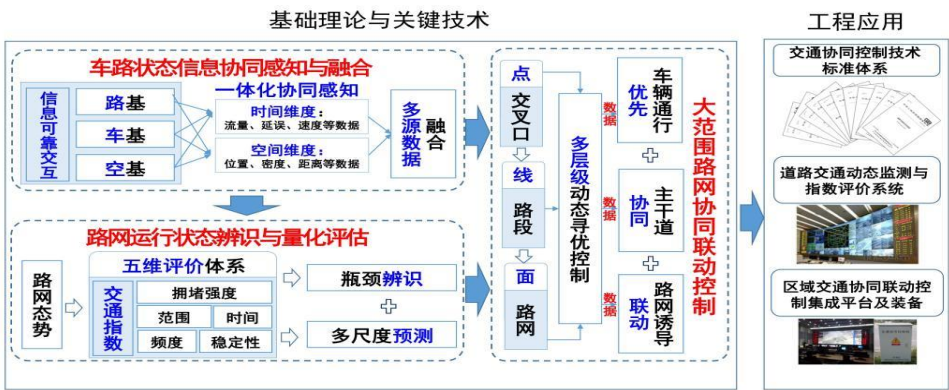 基础理论与关键技术
工程应用
车路状态信息协同感知与融合
信息可靠交互
路基
车基
空基
一体化协同感知
时间维度：
流量、延误、速度等数据
空间维度：
位置、密度、距离等数据
多源数据
融合
路网运行状态辨识与量化评估
路网态势
五维评价体系
交通指数
拥堵强度
范围
时间
频度
稳定性
瓶颈辨识
多尺度预测
点
交叉口
线
路段
面
路网
多层级动态寻优控制
数据
数据
数据
车辆通行
优先
主干道
协同
路网诱导
联动
大范围路网协同联动控制
交通协同控制技术
标准体系
道路交通动态监测与
指数评价系统
区域交通协同联动控
制集成平台及装备